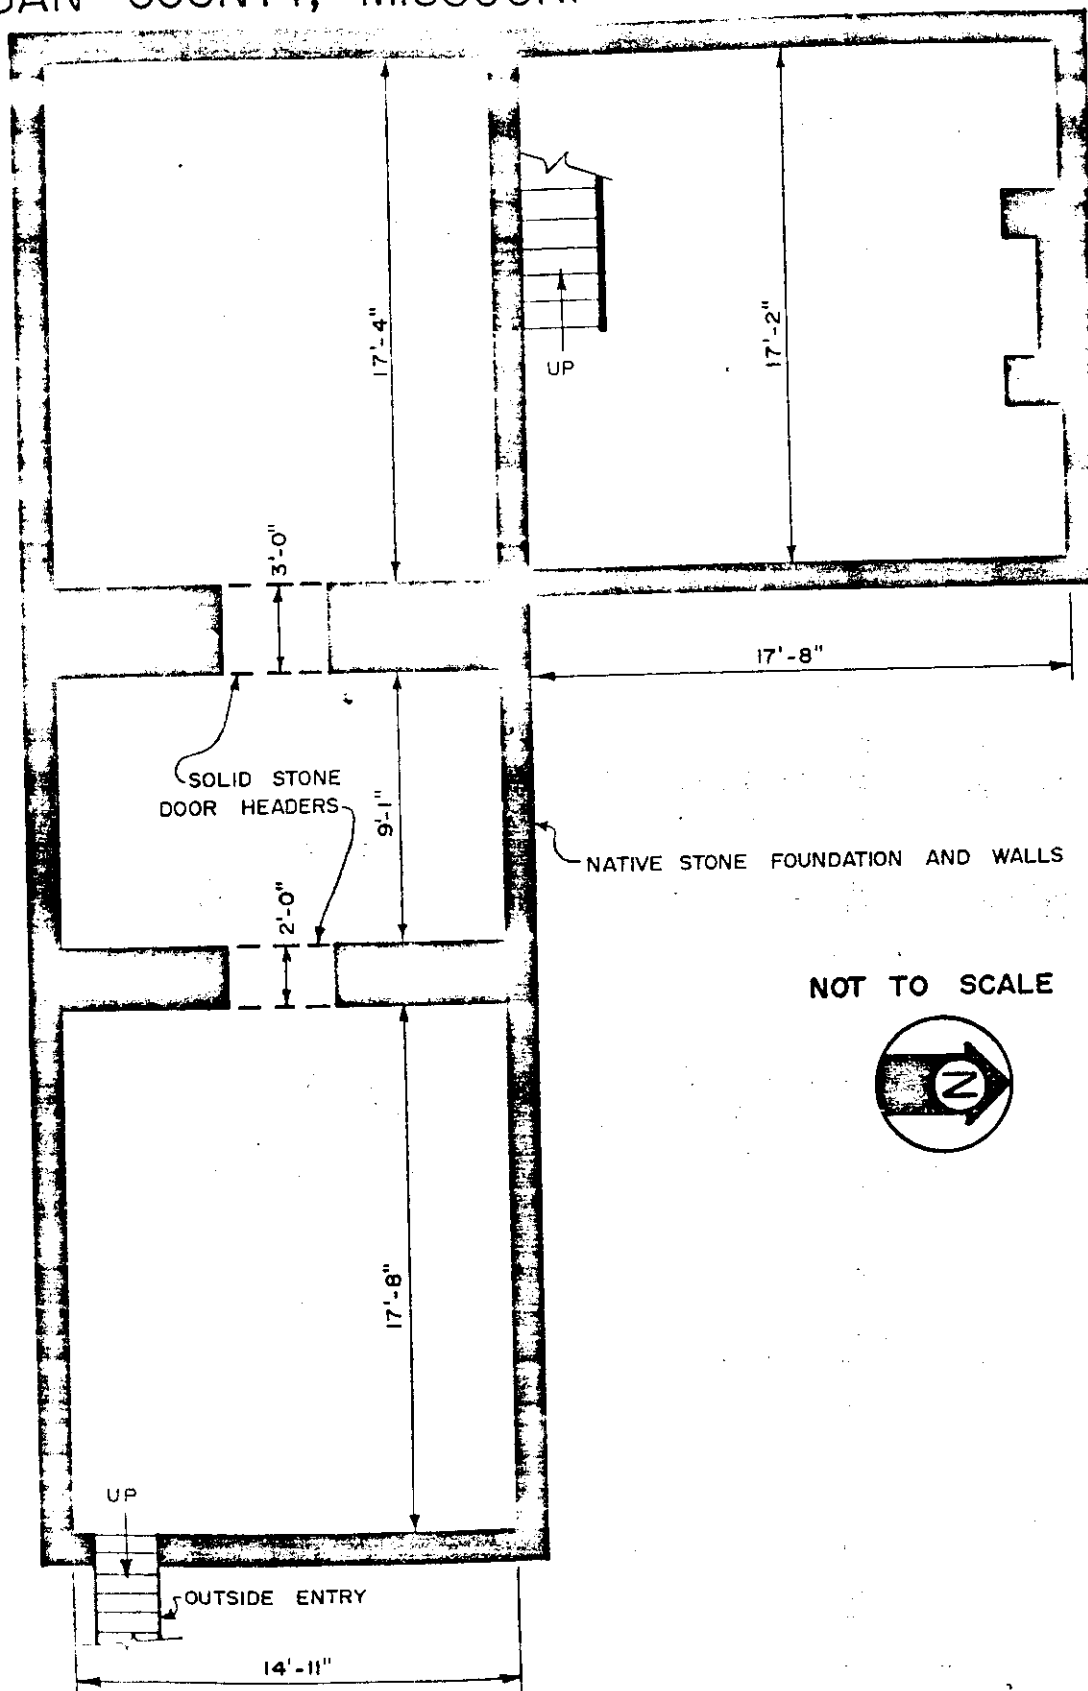 COUNTY,
17'-4"
17'-2"
UP
3'-0"
17'-8"
SOLID STONE
DOOR HEADERS
9'-1"
NATIVE STONE FOUNDATION AND WALLS
2'-0"
NOT TO SCALE
N
17'-8"
UP
OUTSIDE ENTRY
14'-11"